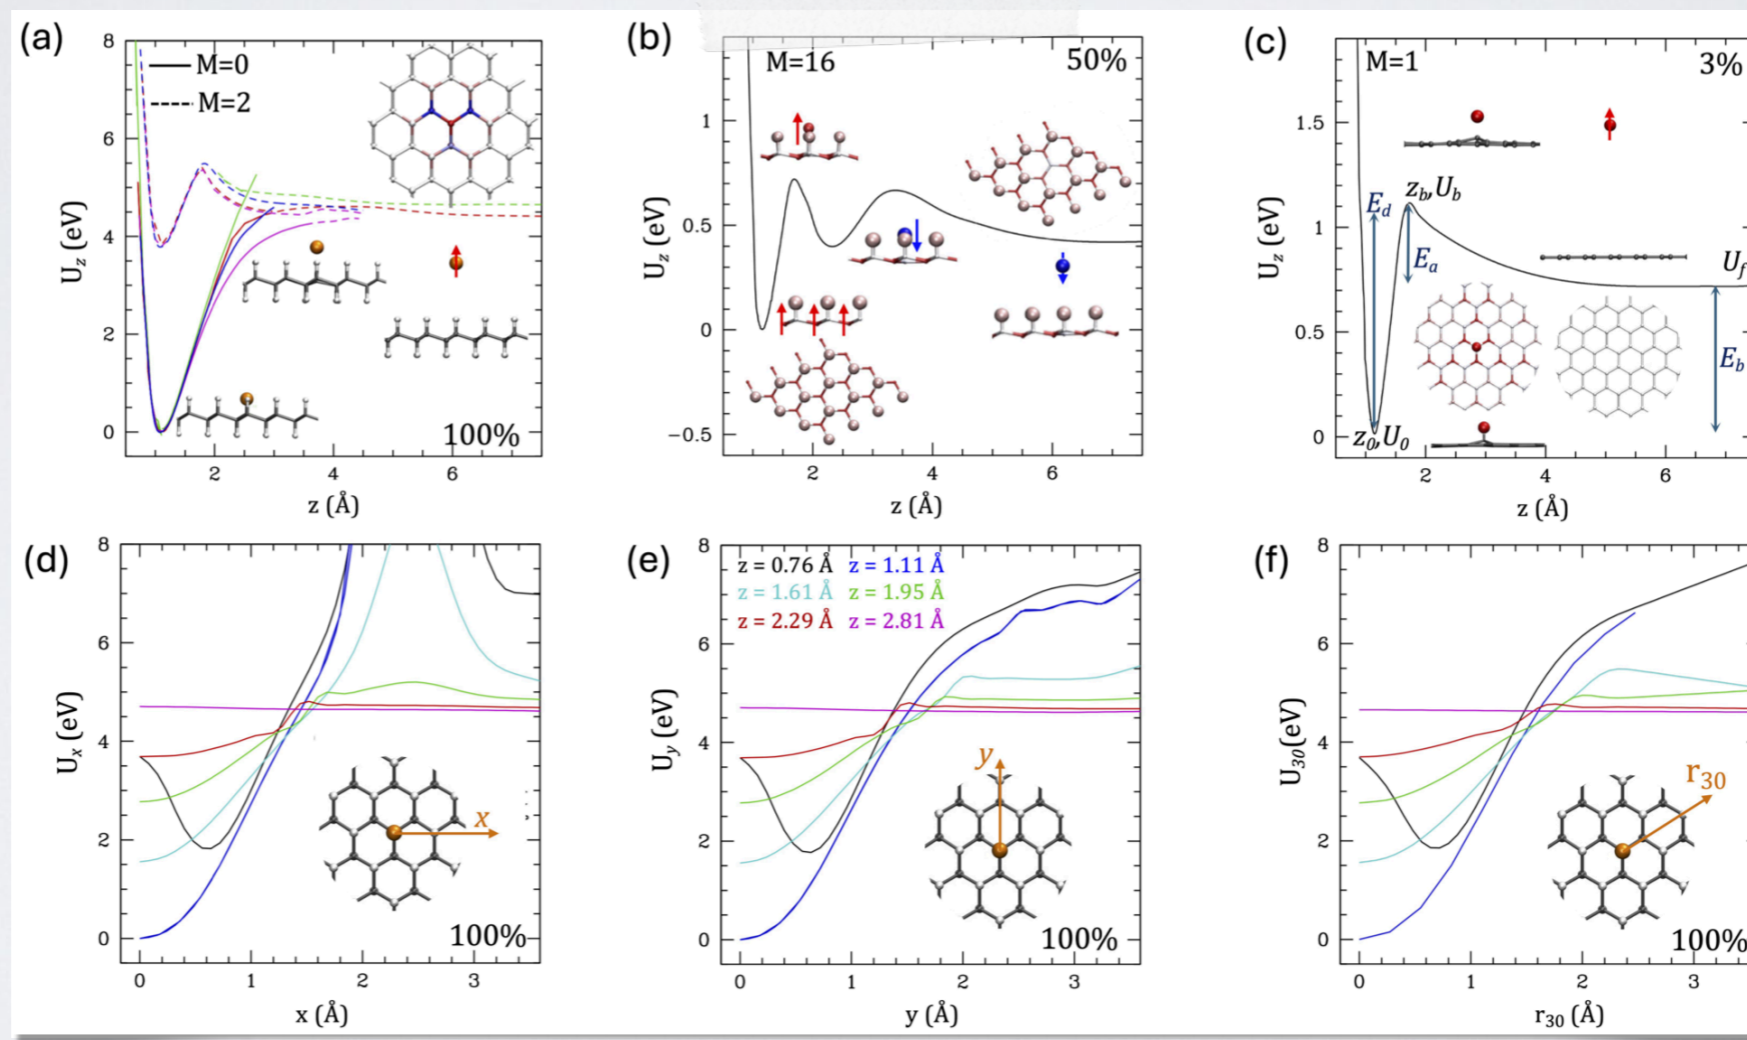 (a)
8
6
4
2
0
U_z (eV)
M=0
M=2
100%
2
4
6
z (Å)
(b)
M=16
50%
1
0.5
0
−0.5
U_z (eV)
2
4
6
z (Å)
(c)
M=1
3%
1.5
1
0.5
0
U_z (eV)
z_b,U_b
E_d
E_a
U_f
E_b
z_0,U_0
2
4
6
z (Å)
(d)
8
6
4
2
0
U_x (eV)
x
100%
0
1
2
3
x (Å)
(e)
8
6
4
2
0
U_y (eV)
z = 0.76 Å z = 1.11 Å
z = 1.61 Å z = 1.95 Å
z = 2.29 Å z = 2.81 Å
y
100%
0
1
2
3
y (Å)
(f)
8
6
4
2
0
U_30(eV)
r_30
100%
0
1
2
3
r_30 (Å)